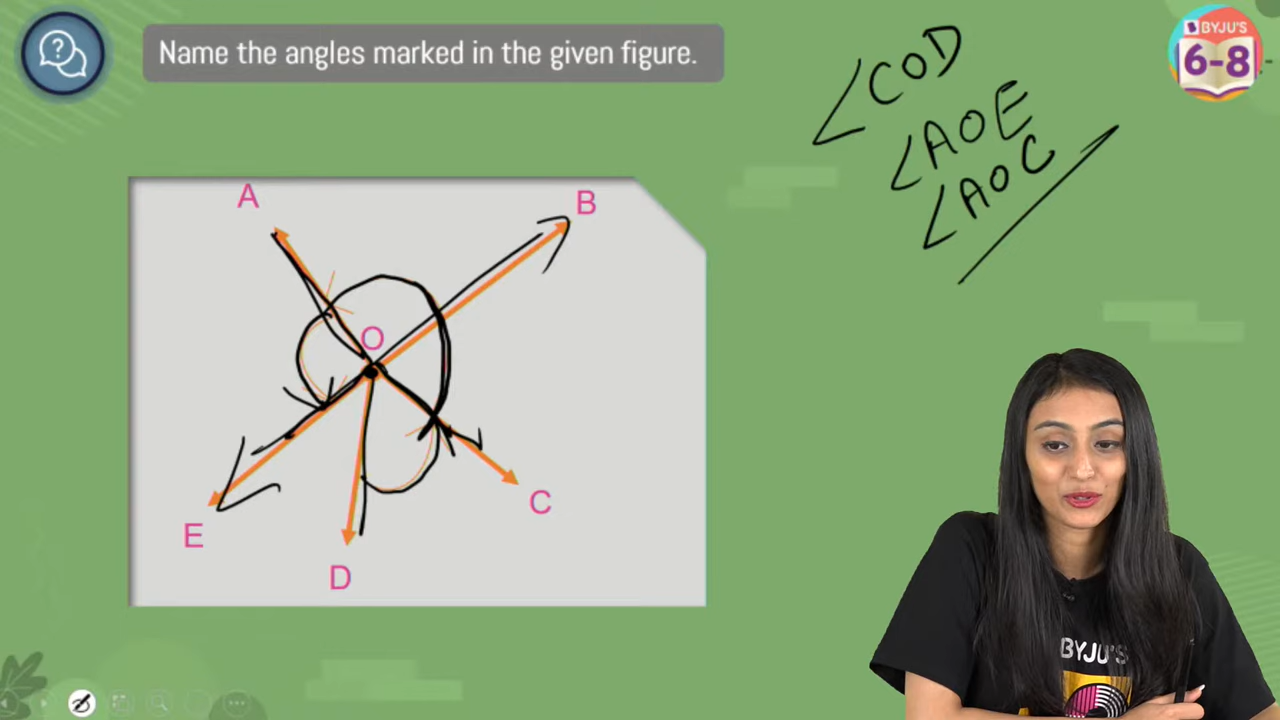 Name the angles marked in the given figure.
BYJU'S
6-8
∠COD
∠AOE
∠AOC
A
B
O
C
E
D
BYJU'S